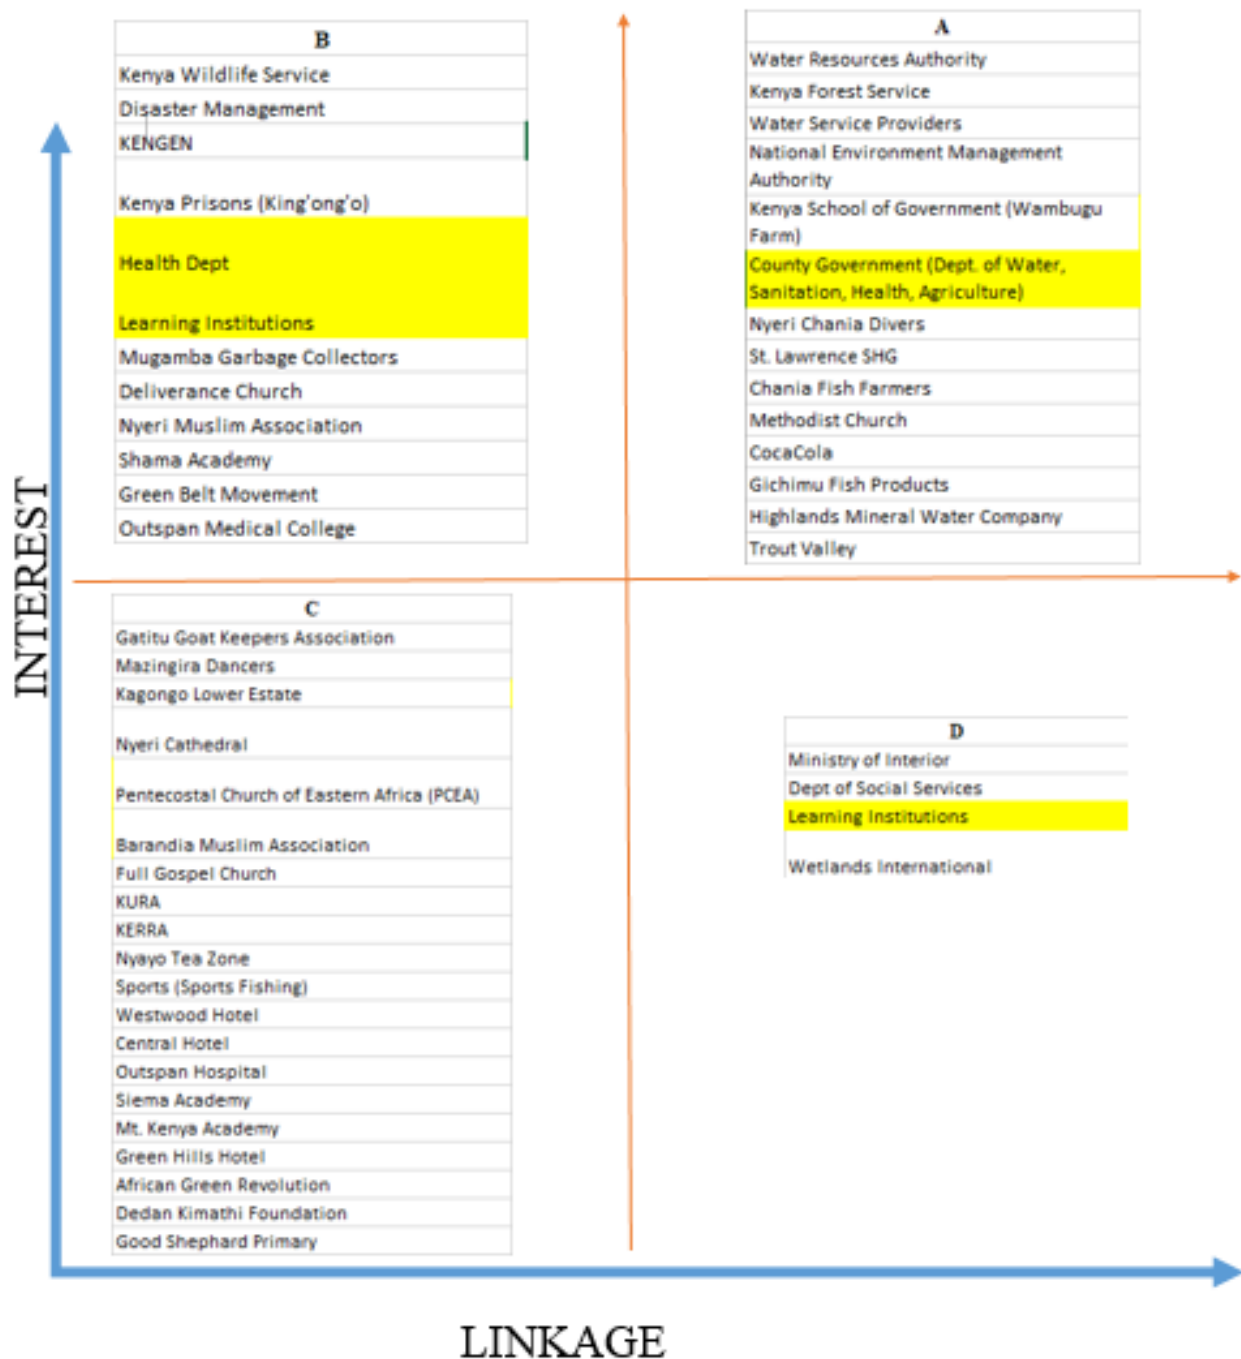 B
Kenya Wildlife Service
Disaster Management
KENGEN
Kenya Prisons (King'ong'o)
Health Dept
Learning Institutions
Mugamba Garbage Collectors
Deliverance Church
Nyeri Muslim Association
Shama Academy
Green Belt Movement
Outspan Medical College
A
Water Resources Authority
Kenya Forest Service
Water Service Providers
National Environment Management
Authority
Kenya School of Government (Wambugu
Farm)
County Government (Dept. of Water,
Sanitation, Health, Agriculture)
Nyeri Chania Divers
St. Lawrence SHG
Chania Fish Farmers
Methodist Church
CocaCola
Gichimu Fish Products
Highlands Mineral Water Company
Trout Valley
INTEREST
C
Gatitu Goat Keepers Association
Mazingira Dancers
Kagongo Lower Estate
Nyeri Cathedral
Pentecostal Church of Eastern Africa (PCEA)
Barandia Muslim Association
Full Gospel Church
KURA
KERRA
Nyayo Tea Zone
Sports (Sports Fishing)
Westwood Hotel
Central Hotel
Outspan Hospital
Siema Academy
Mt. Kenya Academy
Green Hills Hotel
African Green Revolution
Dedan Kimathi Foundation
Good Shephard Primary
D
Ministry of Interior
Dept of Social Services
Learning Institutions
Wetlands International
LINKAGE